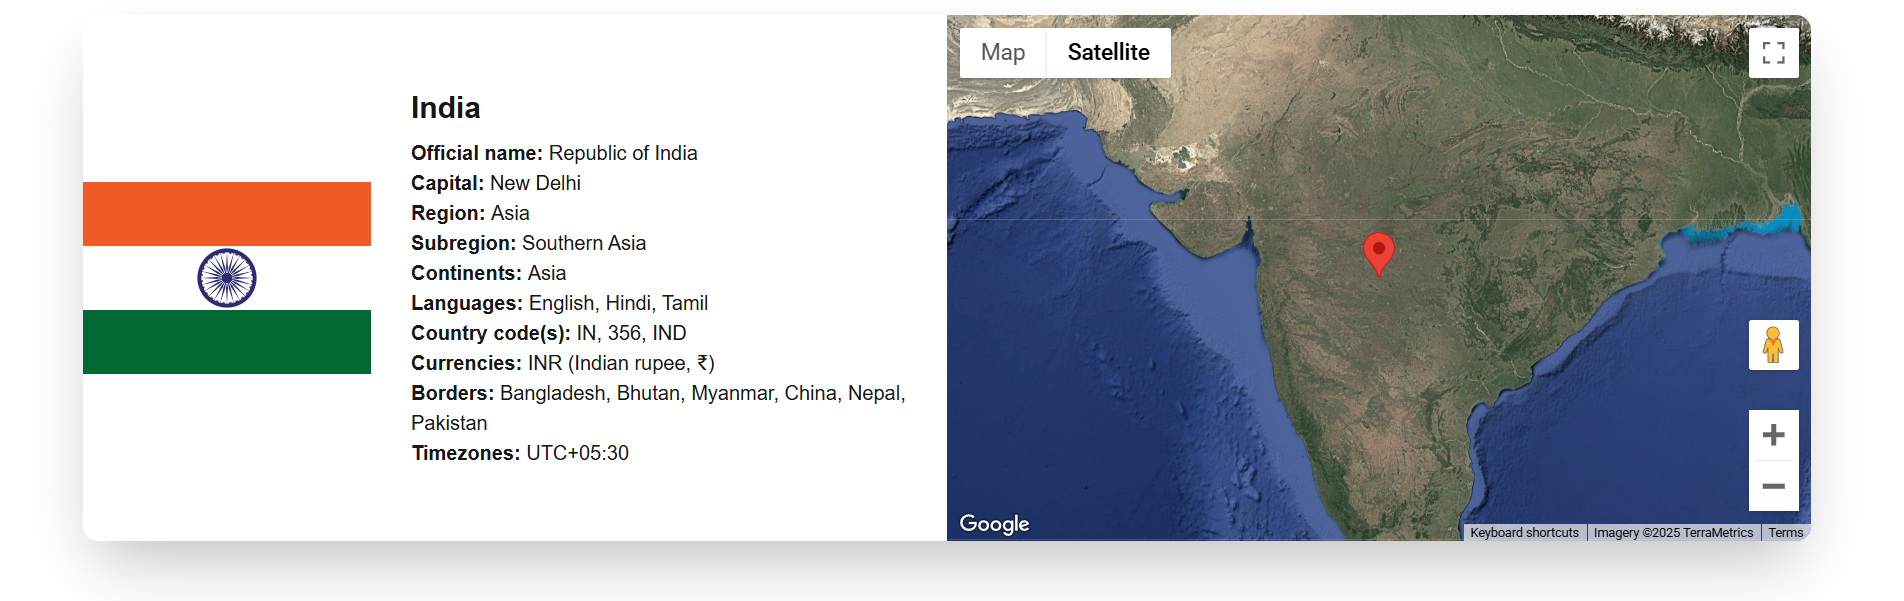 India
Official name: Republic of India
Capital: New Delhi
Region: Asia
Subregion: Southern Asia
Continents: Asia
Languages: English, Hindi, Tamil
Country code(s): IN, 356, IND
Currencies: INR (Indian rupee, ₹)
Borders: Bangladesh, Bhutan, Myanmar, China, Nepal,
Pakistan
Timezones: UTC+05:30
Map Satellite
Google
Keyboard shortcuts Imagery ©2025 TerraMetrics Terms